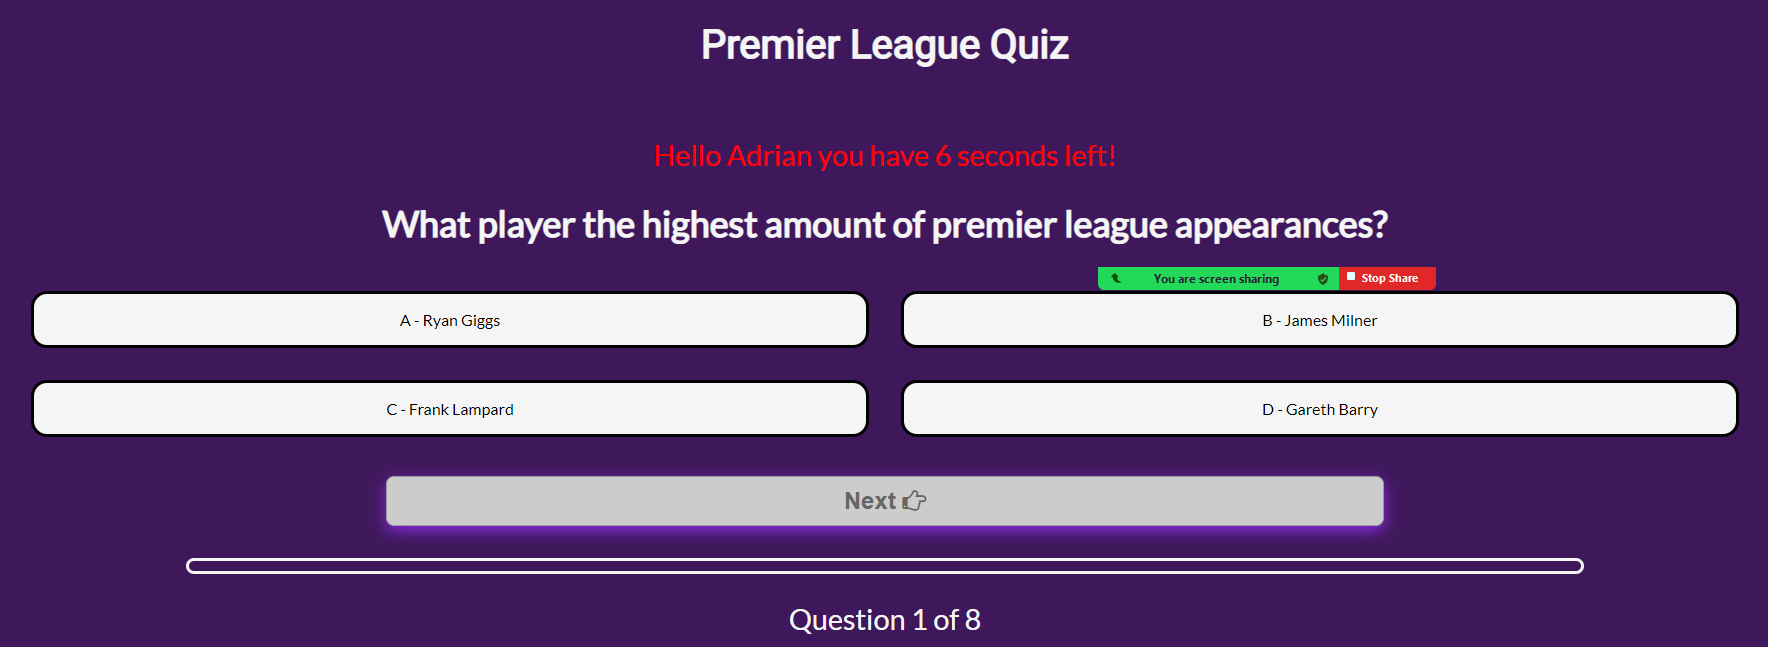 Premier League Quiz
Hello Adrian you have 6 seconds left!
What player the highest amount of premier league appearances?
You are screen sharing
Stop Share
A - Ryan Giggs
B - James Milner
C - Frank Lampard
D - Gareth Barry
Next
Question 1 of 8